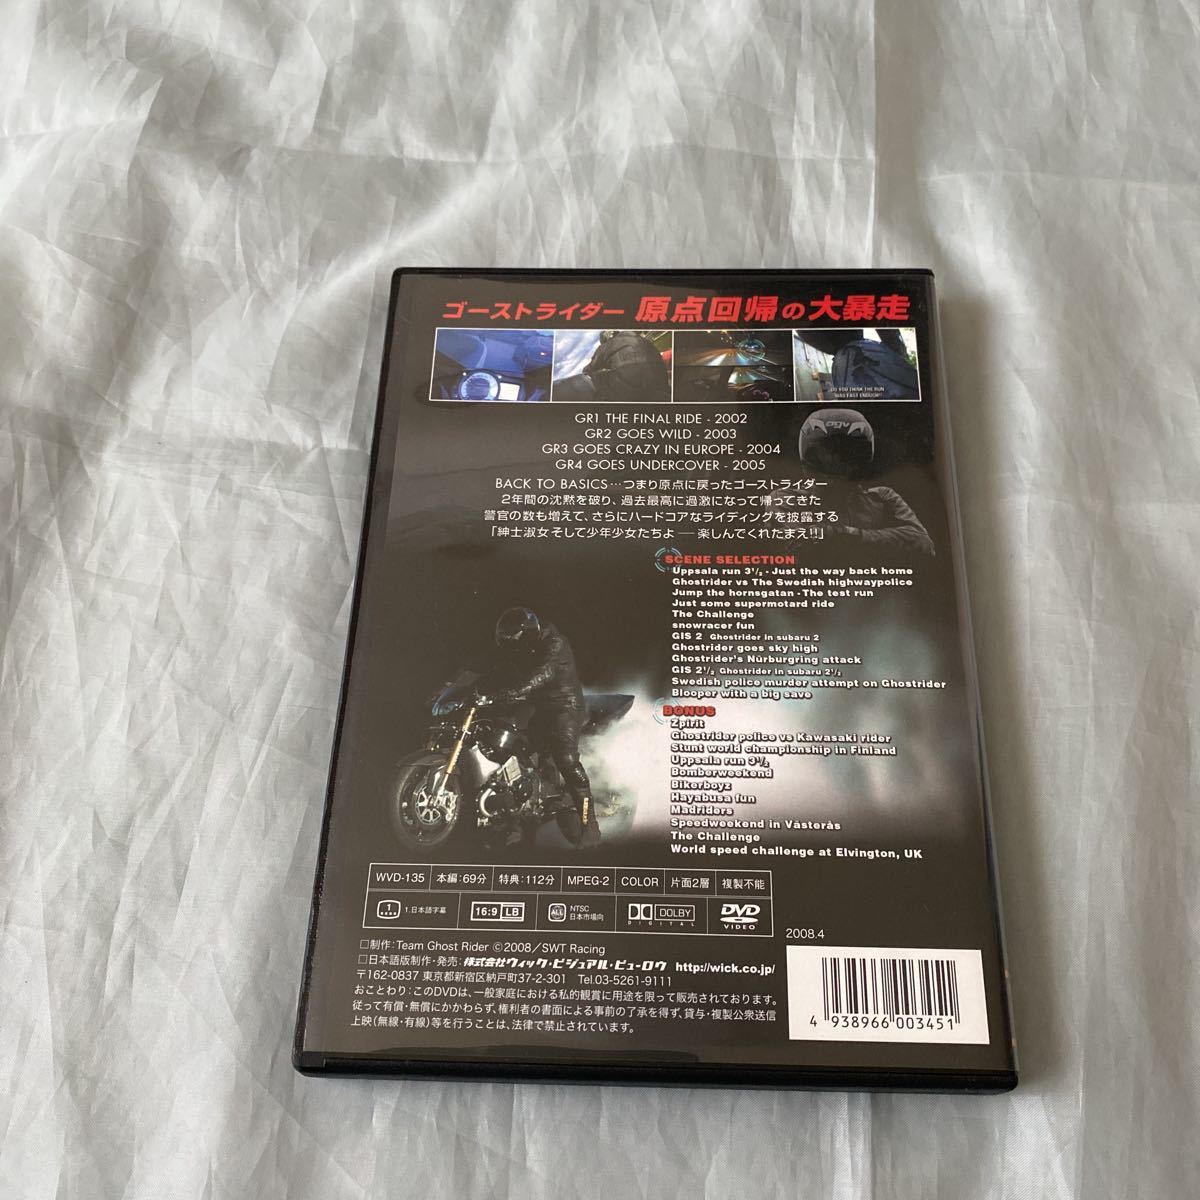 ゴーストライダー 原点回帰の大暴走
DO YOU THINK THE RUN
WAS FAST ENOUGH!!
GR1 THE FINAL RIDE - 2002
GR2 GOES WILD - 2003
GR3 GOES CRAZY IN EUROPE - 2004
GR4 GOES UNDERCOVER - 2005
agv
BACK TO BASICS…つまり原点に戻ったゴーストライダー
2年間の沈黙を破り、過去最高に過激になって帰ってきた
警官の数も増えて、さらにハードコアなライディングを披露する
「紳士淑女そして少年少女たちよ ― 楽しんでくれたまえ!!」
SCENE SELECTION
Uppsala run 3½ - Just the way back home
Ghostrider vs The Swedish highwaypolice
Jump the hornsgatan - The test run
Just some supermotard ride
The Challenge
snowracer fun
GIS 2 Ghostrider in subaru 2
Ghostrider goes sky high
Ghostrider's Nürburgring attack
GIS 2½ Ghostrider in subaru 2½
Swedish police murder attempt on Ghostrider
Blooper with a big save
BONUS
Zpirit
Ghostrider police vs Kawasaki rider
Stunt world championship in Finland
Uppsala run 3½
Bomberweekend
Bikerboyz
Hayabusa fun
Madriders
Speedweekend in Västerås
The Challenge
World speed challenge at Elvington, UK
WVD-135 本編:69分 特典:112分 MPEG-2 COLOR 片面2層 複製不能
1 1.日本語字幕 16:9 LB ALL NTSC 日本市場向 DOLBY DIGITAL DVD VIDEO
2008.4
□制作:Team Ghost Rider ©2008／SWT Racing
□日本語版制作・発売:株式会社ウィック・ビジュアル・ビューロウ http://wick.co.jp/
〒162-0837 東京都新宿区納戸町37-2-301 Tel.03-5261-9111
おことわり:このDVDは、一般家庭における私的観賞に用途を限って販売されております。
従って有償・無償にかかわらず、権利者の書面による事前の了承を得ず、貸与・複製公衆送信
上映(無線・有線)等を行うことは、法律で禁止されています。
4 938966 003451